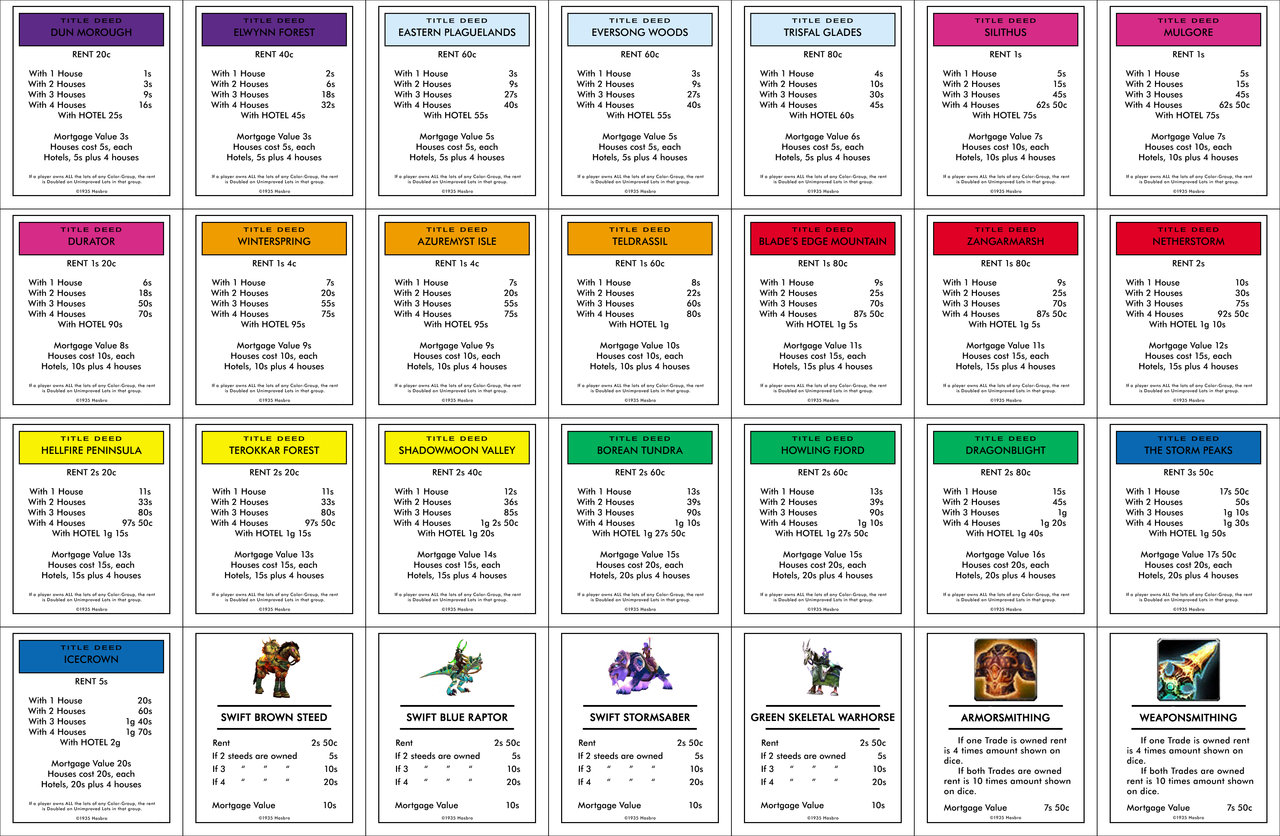 TITLE DEED
DUN MOROUGH
RENT 20c
With 1 House 1s
With 2 Houses 3s
With 3 Houses 9s
With 4 Houses 16s
With HOTEL 25s
Mortgage Value 3s
Houses cost 5s, each
Hotels, 5s plus 4 houses
If a player owns ALL the lots of any Color-Group, the rent
is Doubled on Unimproved Lots in that group.
©1935 Hasbro
TITLE DEED
ELWYNN FOREST
RENT 40c
With 1 House 2s
With 2 Houses 6s
With 3 Houses 18s
With 4 Houses 32s
With HOTEL 45s
Mortgage Value 3s
Houses cost 5s, each
Hotels, 5s plus 4 houses
If a player owns ALL the lots of any Color-Group, the rent
is Doubled on Unimproved Lots in that group.
©1935 Hasbro
TITLE DEED
EASTERN PLAGUELANDS
RENT 60c
With 1 House 3s
With 2 Houses 9s
With 3 Houses 27s
With 4 Houses 40s
With HOTEL 55s
Mortgage Value 5s
Houses cost 5s, each
Hotels, 5s plus 4 houses
If a player owns ALL the lots of any Color-Group, the rent
is Doubled on Unimproved Lots in that group.
©1935 Hasbro
TITLE DEED
EVERSONG WOODS
RENT 60c
With 1 House 3s
With 2 Houses 9s
With 3 Houses 27s
With 4 Houses 40s
With HOTEL 55s
Mortgage Value 5s
Houses cost 5s, each
Hotels, 5s plus 4 houses
If a player owns ALL the lots of any Color-Group, the rent
is Doubled on Unimproved Lots in that group.
©1935 Hasbro
TITLE DEED
TRISFAL GLADES
RENT 80c
With 1 House 4s
With 2 Houses 10s
With 3 Houses 30s
With 4 Houses 45s
With HOTEL 60s
Mortgage Value 6s
Houses cost 5s, each
Hotels, 5s plus 4 houses
If a player owns ALL the lots of any Color-Group, the rent
is Doubled on Unimproved Lots in that group.
©1935 Hasbro
TITLE DEED
SILITHUS
RENT 1s
With 1 House 5s
With 2 Houses 15s
With 3 Houses 45s
With 4 Houses 62s 50c
With HOTEL 75s
Mortgage Value 7s
Houses cost 10s, each
Hotels, 10s plus 4 houses
If a player owns ALL the lots of any Color-Group, the rent
is Doubled on Unimproved Lots in that group.
©1935 Hasbro
TITLE DEED
MULGORE
RENT 1s
With 1 House 5s
With 2 Houses 15s
With 3 Houses 45s
With 4 Houses 62s 50c
With HOTEL 75s
Mortgage Value 7s
Houses cost 10s, each
Hotels, 10s plus 4 houses
If a player owns ALL the lots of any Color-Group, the rent
is Doubled on Unimproved Lots in that group.
©1935 Hasbro
TITLE DEED
DURATOR
RENT 1s 20c
With 1 House 6s
With 2 Houses 18s
With 3 Houses 50s
With 4 Houses 70s
With HOTEL 90s
Mortgage Value 8s
Houses cost 10s, each
Hotels, 10s plus 4 houses
If a player owns ALL the lots of any Color-Group, the rent
is Doubled on Unimproved Lots in that group.
©1935 Hasbro
TITLE DEED
WINTERSPRING
RENT 1s 4c
With 1 House 7s
With 2 Houses 20s
With 3 Houses 55s
With 4 Houses 75s
With HOTEL 95s
Mortgage Value 9s
Houses cost 10s, each
Hotels, 10s plus 4 houses
If a player owns ALL the lots of any Color-Group, the rent
is Doubled on Unimproved Lots in that group.
©1935 Hasbro
TITLE DEED
AZUREMYST ISLE
RENT 1s 4c
With 1 House 7s
With 2 Houses 20s
With 3 Houses 55s
With 4 Houses 75s
With HOTEL 95s
Mortgage Value 9s
Houses cost 10s, each
Hotels, 10s plus 4 houses
If a player owns ALL the lots of any Color-Group, the rent
is Doubled on Unimproved Lots in that group.
©1935 Hasbro
TITLE DEED
TELDRASSIL
RENT 1s 60c
With 1 House 8s
With 2 Houses 22s
With 3 Houses 60s
With 4 Houses 80s
With HOTEL 1g
Mortgage Value 10s
Houses cost 10s, each
Hotels, 10s plus 4 houses
If a player owns ALL the lots of any Color-Group, the rent
is Doubled on Unimproved Lots in that group.
©1935 Hasbro
TITLE DEED
BLADE'S EDGE MOUNTAIN
RENT 1s 80c
With 1 House 9s
With 2 Houses 25s
With 3 Houses 70s
With 4 Houses 87s 50c
With HOTEL 1g 5s
Mortgage Value 11s
Houses cost 15s, each
Hotels, 15s plus 4 houses
If a player owns ALL the lots of any Color-Group, the rent
is Doubled on Unimproved Lots in that group.
©1935 Hasbro
TITLE DEED
ZANGARMARSH
RENT 1s 80c
With 1 House 9s
With 2 Houses 25s
With 3 Houses 70s
With 4 Houses 87s 50c
With HOTEL 1g 5s
Mortgage Value 11s
Houses cost 15s, each
Hotels, 15s plus 4 houses
If a player owns ALL the lots of any Color-Group, the rent
is Doubled on Unimproved Lots in that group.
©1935 Hasbro
TITLE DEED
NETHERSTORM
RENT 2s
With 1 House 10s
With 2 Houses 30s
With 3 Houses 75s
With 4 Houses 92s 50c
With HOTEL 1g 10s
Mortgage Value 12s
Houses cost 15s, each
Hotels, 15s plus 4 houses
If a player owns ALL the lots of any Color-Group, the rent
is Doubled on Unimproved Lots in that group.
©1935 Hasbro
TITLE DEED
HELLFIRE PENINSULA
RENT 2s 20c
With 1 House 11s
With 2 Houses 33s
With 3 Houses 80s
With 4 Houses 97s 50c
With HOTEL 1g 15s
Mortgage Value 13s
Houses cost 15s, each
Hotels, 15s plus 4 houses
If a player owns ALL the lots of any Color-Group, the rent
is Doubled on Unimproved Lots in that group.
©1935 Hasbro
TITLE DEED
TEROKKAR FOREST
RENT 2s 20c
With 1 House 11s
With 2 Houses 33s
With 3 Houses 80s
With 4 Houses 97s 50c
With HOTEL 1g 15s
Mortgage Value 13s
Houses cost 15s, each
Hotels, 15s plus 4 houses
If a player owns ALL the lots of any Color-Group, the rent
is Doubled on Unimproved Lots in that group.
©1935 Hasbro
TITLE DEED
SHADOWMOON VALLEY
RENT 2s 40c
With 1 House 12s
With 2 Houses 36s
With 3 Houses 85s
With 4 Houses 1g 2s 50c
With HOTEL 1g 20s
Mortgage Value 14s
Houses cost 15s, each
Hotels, 15s plus 4 houses
If a player owns ALL the lots of any Color-Group, the rent
is Doubled on Unimproved Lots in that group.
©1935 Hasbro
TITLE DEED
BOREAN TUNDRA
RENT 2s 60c
With 1 House 13s
With 2 Houses 39s
With 3 Houses 90s
With 4 Houses 1g 10s
With HOTEL 1g 27s 50c
Mortgage Value 15s
Houses cost 20s, each
Hotels, 20s plus 4 houses
If a player owns ALL the lots of any Color-Group, the rent
is Doubled on Unimproved Lots in that group.
©1935 Hasbro
TITLE DEED
HOWLING FJORD
RENT 2s 60c
With 1 House 13s
With 2 Houses 39s
With 3 Houses 90s
With 4 Houses 1g 10s
With HOTEL 1g 27s 50c
Mortgage Value 15s
Houses cost 20s, each
Hotels, 20s plus 4 houses
If a player owns ALL the lots of any Color-Group, the rent
is Doubled on Unimproved Lots in that group.
©1935 Hasbro
TITLE DEED
DRAGONBLIGHT
RENT 2s 80c
With 1 House 15s
With 2 Houses 45s
With 3 Houses 1g
With 4 Houses 1g 20s
With HOTEL 1g 40s
Mortgage Value 16s
Houses cost 20s, each
Hotels, 20s plus 4 houses
If a player owns ALL the lots of any Color-Group, the rent
is Doubled on Unimproved Lots in that group.
©1935 Hasbro
TITLE DEED
THE STORM PEAKS
RENT 3s 50c
With 1 House 17s 50c
With 2 Houses 50s
With 3 Houses 1g 10s
With 4 Houses 1g 30s
With HOTEL 1g 50s
Mortgage Value 17s 50c
Houses cost 20s, each
Hotels, 20s plus 4 houses
If a player owns ALL the lots of any Color-Group, the rent
is Doubled on Unimproved Lots in that group.
©1935 Hasbro
TITLE DEED
ICECROWN
RENT 5s
With 1 House 20s
With 2 Houses 60s
With 3 Houses 1g 40s
With 4 Houses 1g 70s
With HOTEL 2g
Mortgage Value 20s
Houses cost 20s, each
Hotels, 20s plus 4 houses
If a player owns ALL the lots of any Color-Group, the rent
is Doubled on Unimproved Lots in that group.
©1935 Hasbro
SWIFT BROWN STEED
Rent 2s 50c
If 2 steeds are owned 5s
If 3 " " " 10s
If 4 " " " 20s
Mortgage Value 10s
©1935 Hasbro
SWIFT BLUE RAPTOR
Rent 2s 50c
If 2 steeds are owned 5s
If 3 " " " 10s
If 4 " " " 20s
Mortgage Value 10s
©1935 Hasbro
SWIFT STORMSABER
Rent 2s 50c
If 2 steeds are owned 5s
If 3 " " " 10s
If 4 " " " 20s
Mortgage Value 10s
©1935 Hasbro
GREEN SKELETAL WARHORSE
Rent 2s 50c
If 2 steeds are owned 5s
If 3 " " " 10s
If 4 " " " 20s
Mortgage Value 10s
©1935 Hasbro
ARMORSMITHING
If one Trade is owned rent
is 4 times amount shown on
dice.
If both Trades are owned
rent is 10 times amount shown
on dice.
Mortgage Value 7s 50c
©1935 Hasbro
WEAPONSMITHING
If one Trade is owned rent
is 4 times amount shown on
dice.
If both Trades are owned
rent is 10 times amount shown
on dice.
Mortgage Value 7s 50c
©1935 Hasbro